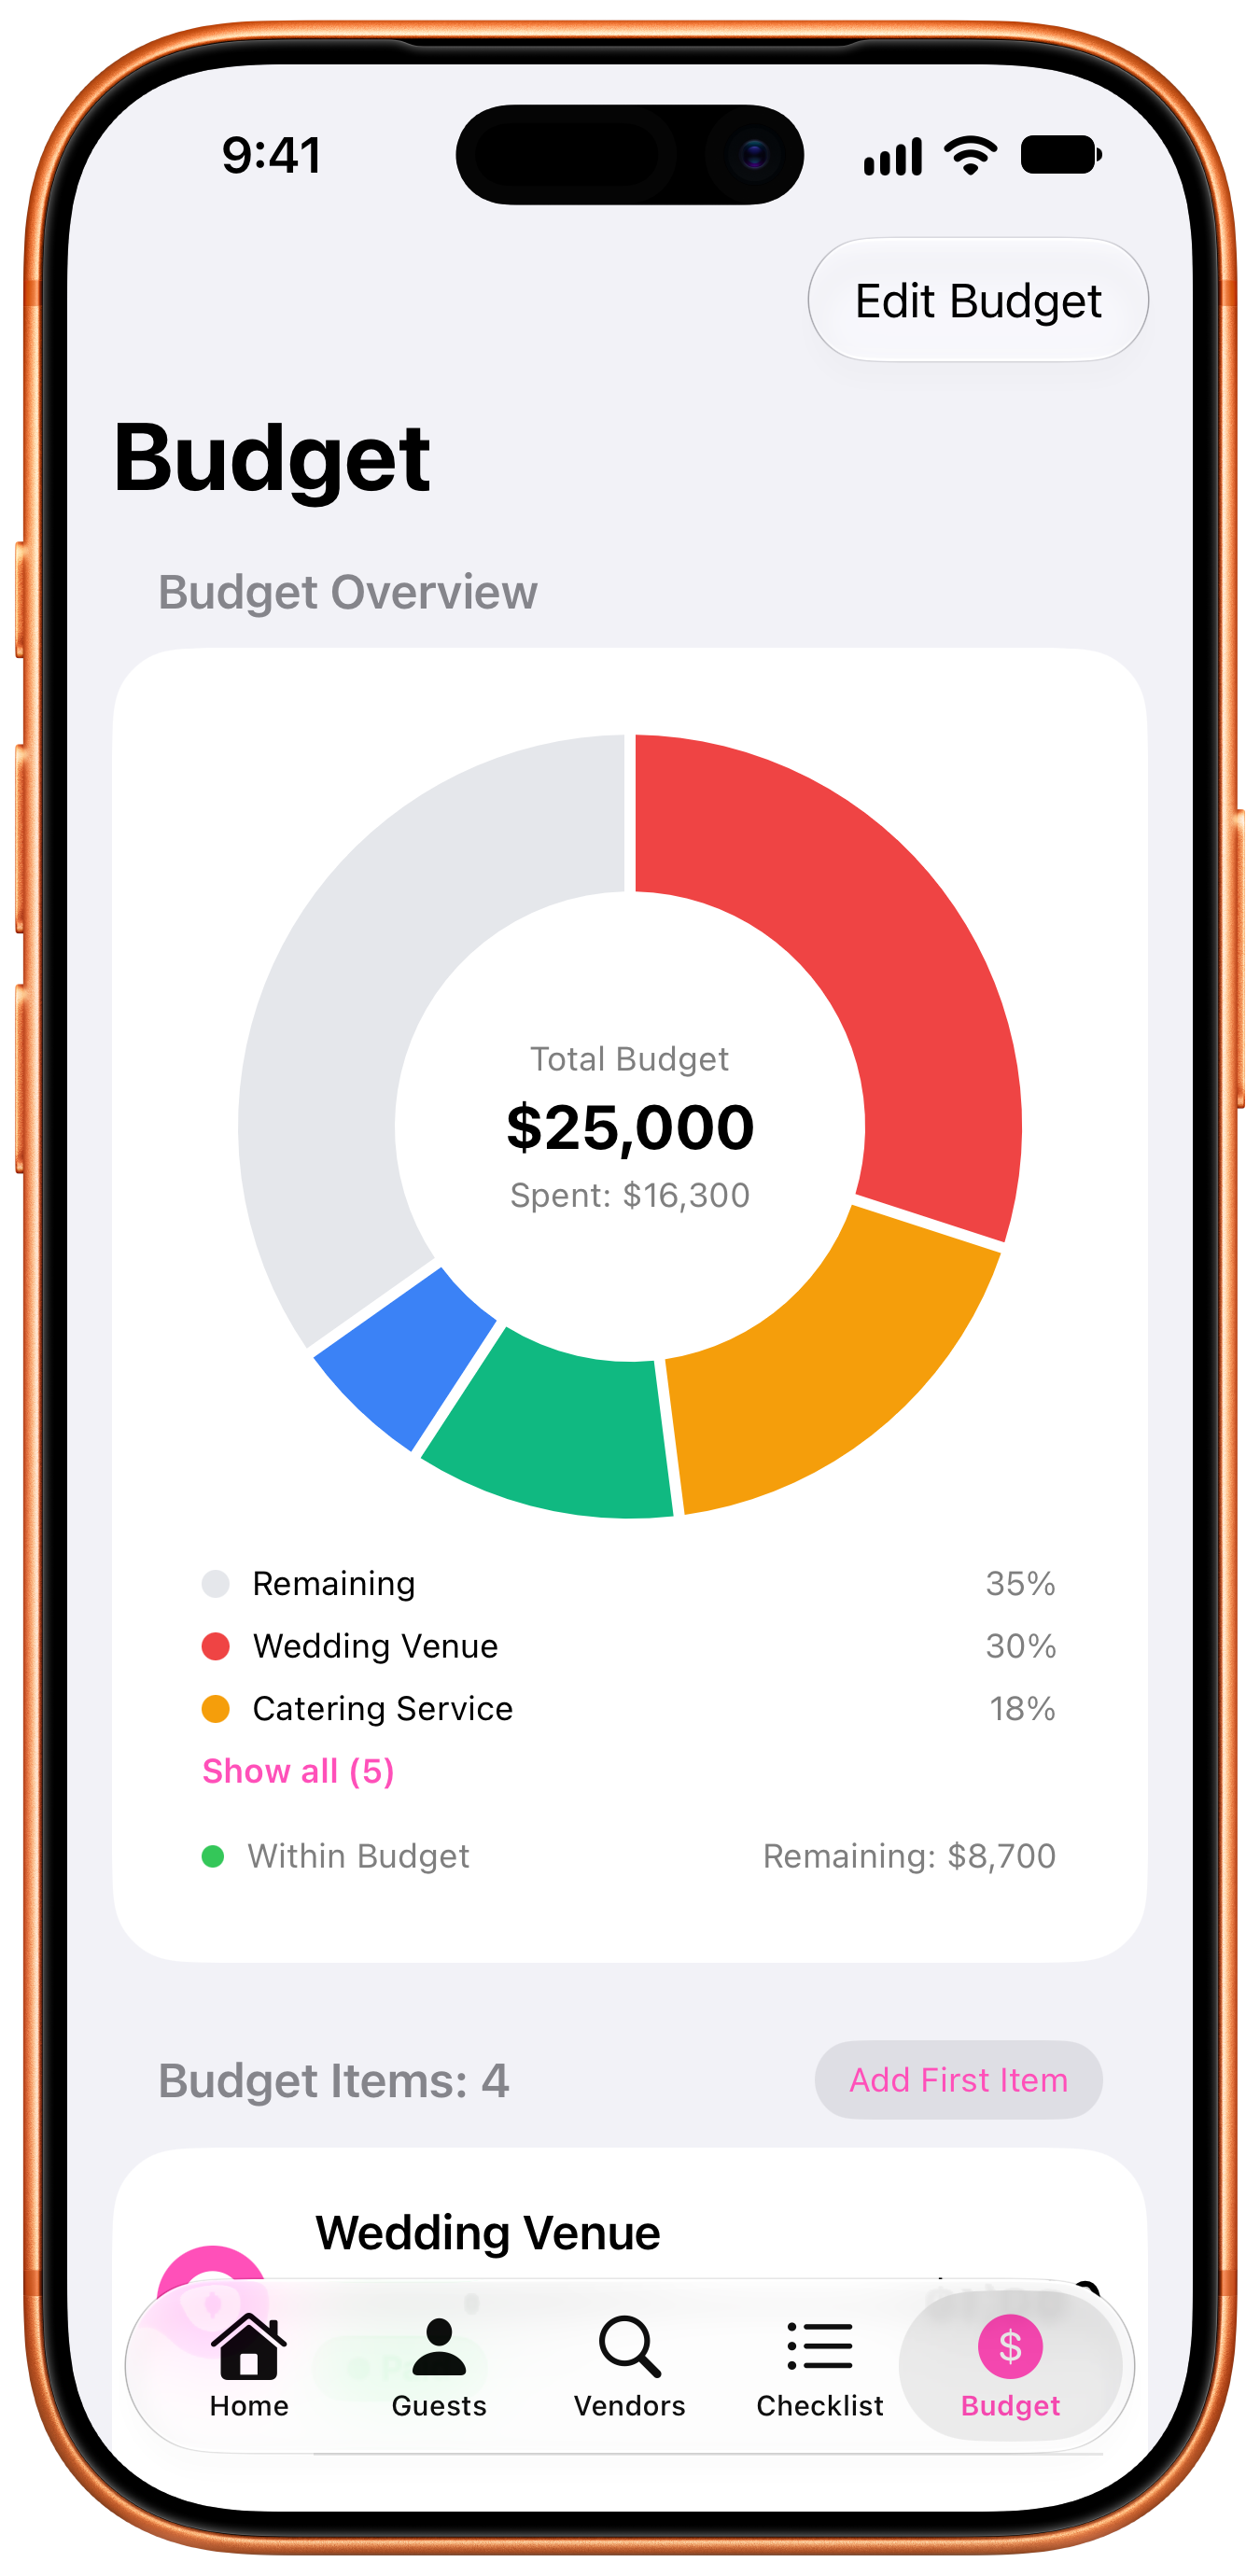 9:41
Edit Budget
Budget
Budget Overview
Total Budget
$25,000
Spent: $16,300
Remaining 35%
Wedding Venue 30%
Catering Service 18%
Show all (5)
Within Budget Remaining: $8,700
Budget Items: 4 Add First Item
Wedding Venue
$
Home Guests Vendors Checklist Budget